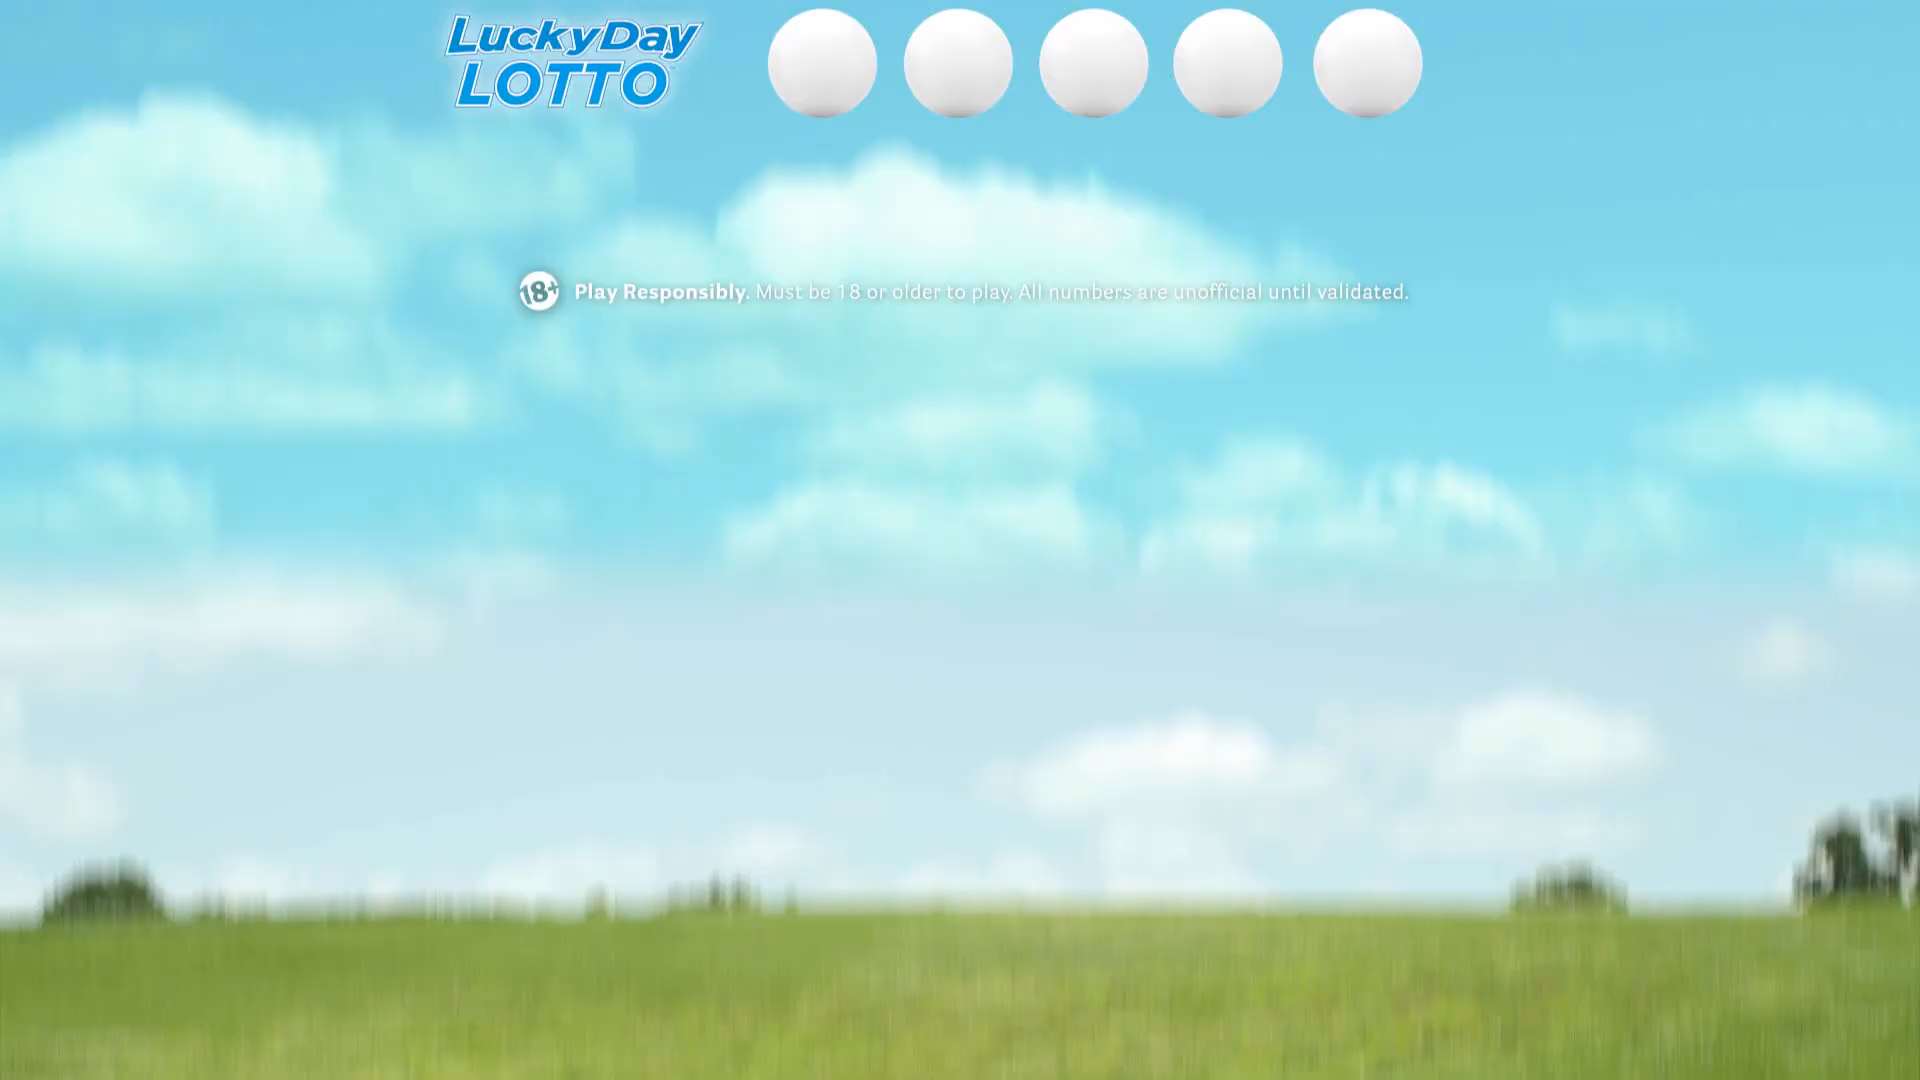 LuckyDay
LOTTO
18+ Play Responsibly. Must be 18 or older to play. All numbers are unofficial until validated.